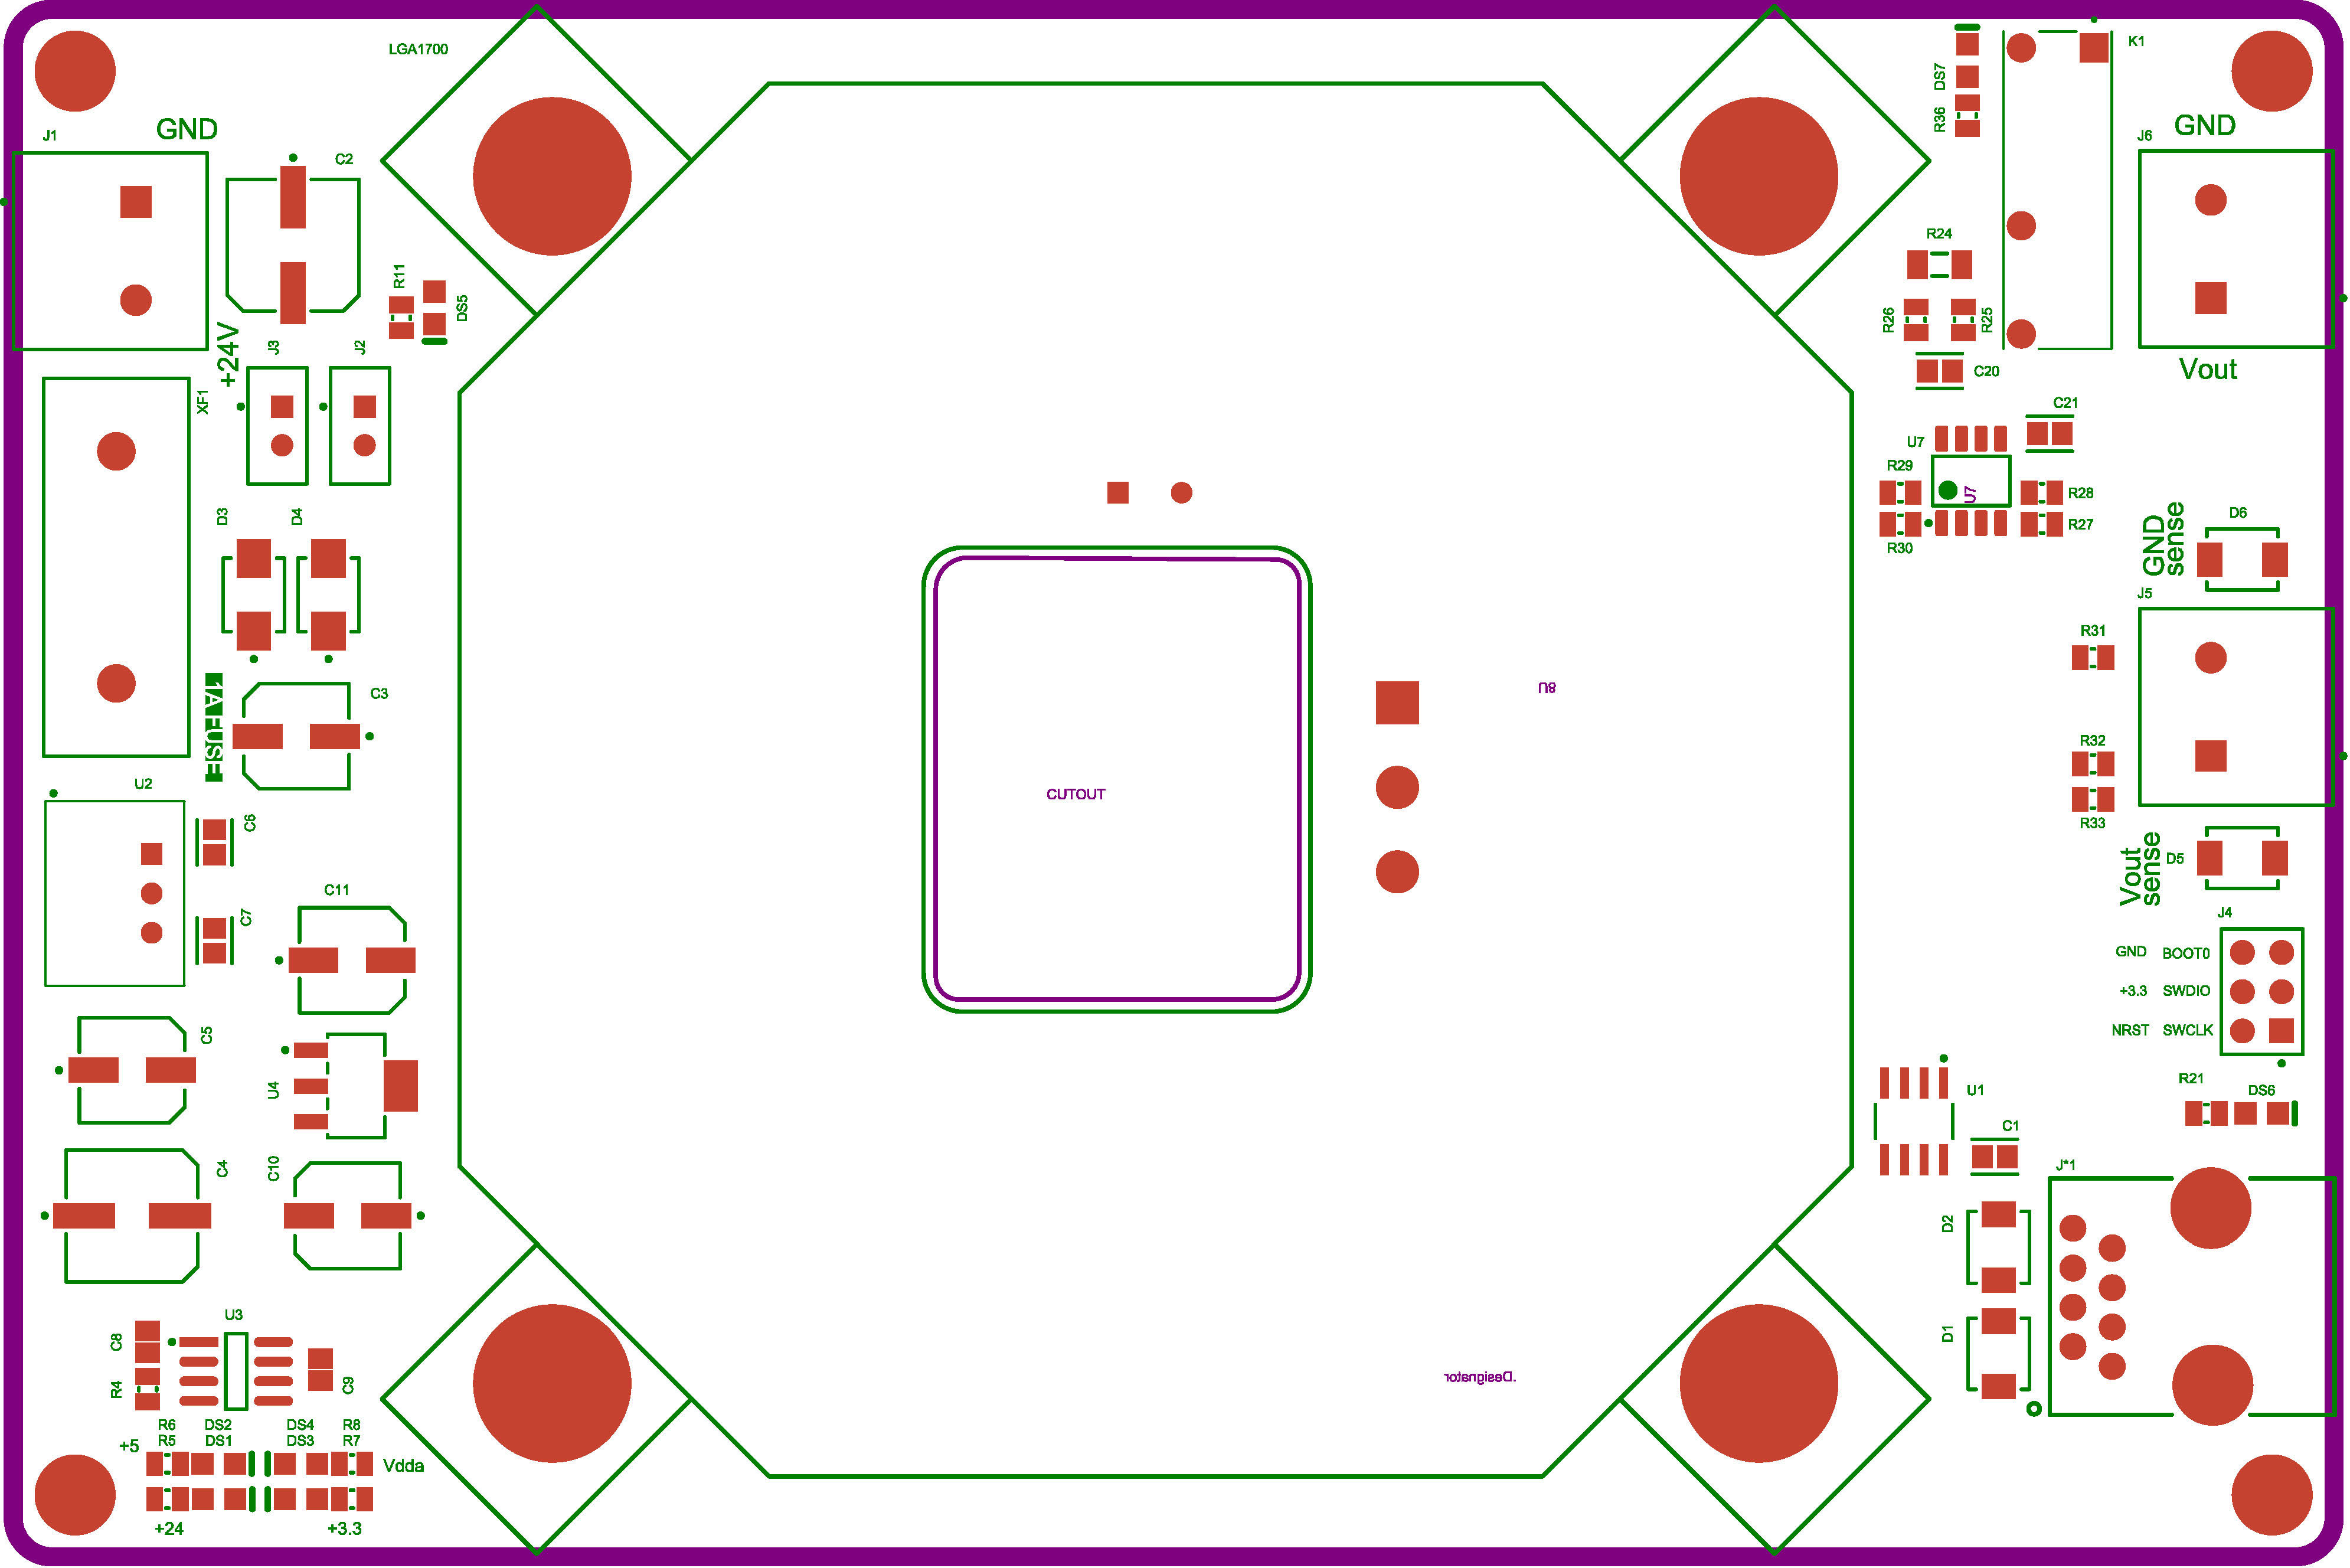 LGA1700
K1
DS7
R36
J1
GND
C2
J6
GND
R24
R11
DS5
+24V
J3
J2
R26
R25
Vout
C20
XF1
C21
U7
R29
U7
R28
R27
R30
D3
D4
GND
sense
D6
J5
R31
1A FUSE
C3
U8
R32
U2
CUTOUT
C6
R33
Vout
sense
D5
C11
C7
J4
GND BOOT0
+3.3 SWDIO
NRST SWCLK
C5
U4
R21
DS6
U1
C1
C4
C10
J*1
D2
U3
C8
D1
R4
C9
.Designator
R6 DS2 DS4 R8
R5 DS1 DS3 R7
+5
Vdda
+24
+3.3